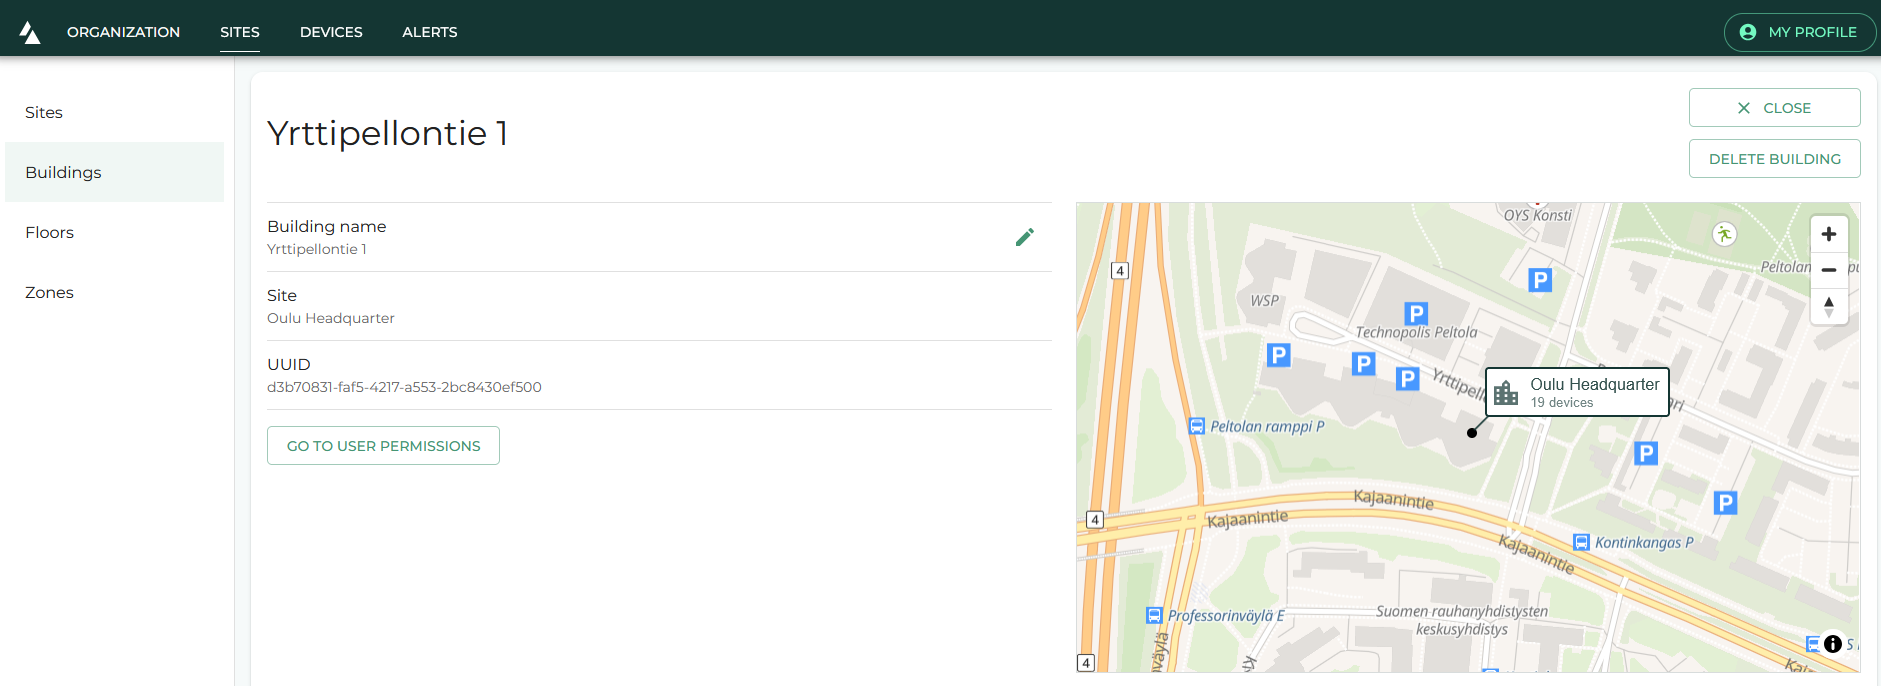 ORGANIZATION
SITES
DEVICES
ALERTS
MY PROFILE
Sites
Buildings
Floors
Zones
Yrttipellontie 1
CLOSE
DELETE BUILDING
Building name
Yrttipellontie 1
Site
Oulu Headquarter
UUID
d3b70831-faf5-4217-a553-2bc8430ef500
GO TO USER PERMISSIONS
OYS Konsti
4
P
WSP
P
Technopolis Peltola
P
P
P
Oulu Headquarter
19 devices
Peltolan ramppi P
P
P
Kajaanintie
Kajaanintie
4
Kajaanintie
Kontinkangas P
Suomen rauhanyhdistysten
keskusyhdistys
Professorinväylä E
4